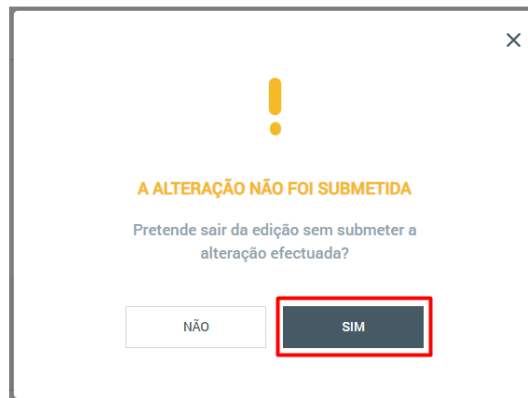 A ALTERAÇÃO NÃO FOI SUBMETIDA
Pretende sair da edição sem submeter a
alteração efectuada?
NÃO
SIM